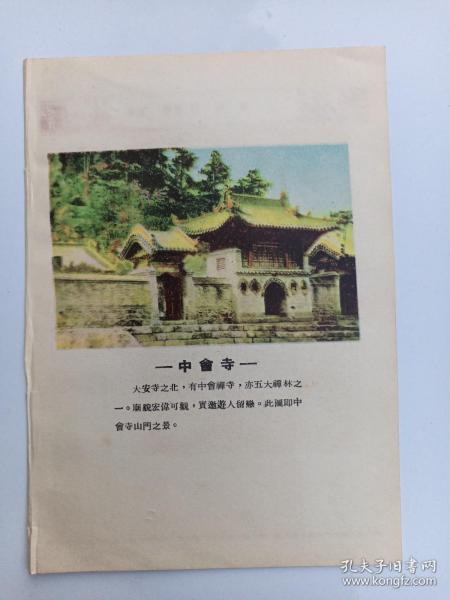 —中會寺—
大安寺之北，有中會禪寺，亦五大禪林之
一。廟貌宏偉可觀，實邀遊人留戀。此圖即中
會寺山門之景。
孔夫子旧书网
www.kongfz.com